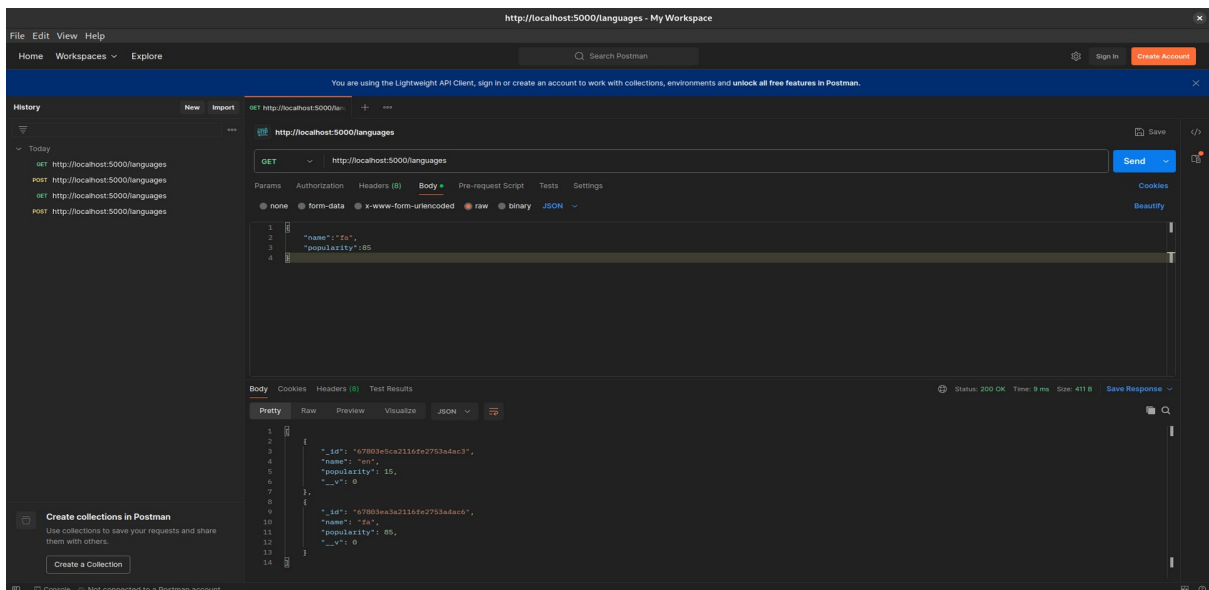 http://localhost:5000/languages - My Workspace
File Edit View Help
Home Workspaces Explore
Search Postman
Sign In Create Account
You are using the Lightweight API Client, sign in or create an account to work with collections, environments and unlock all free features in Postman.
History New Import
GET http://localhost:5000/lan
http://localhost:5000/languages
Save
Today
GET http://localhost:5000/languages
POST http://localhost:5000/languages
GET http://localhost:5000/languages
POST http://localhost:5000/languages
GET http://localhost:5000/languages
Send
Params Authorization Headers (8) Body Pre-request Script Tests Settings
Cookies
none form-data x-www-form-urlencoded raw binary JSON
Beautify
1 {
2 "name":"fa",
3 "popularity":85
4 }
Body Cookies Headers (8) Test Results
Status: 200 OK Time: 9 ms Size: 411 B Save Response
Pretty Raw Preview Visualize JSON
1 [
2 {
3 "_id": "67803e5ca2116fe2753a4ac3",
4 "name": "en",
5 "popularity": 15,
6 "__v": 0
7 },
8 {
9 "_id": "67803ea3a2116fe2753a4ac6",
10 "name": "fa",
11 "popularity": 85,
12 "__v": 0
13 }
14 ]
Create collections in Postman
Use collections to save your requests and share
them with others.
Create a Collection
Console Not connected to a Postman account